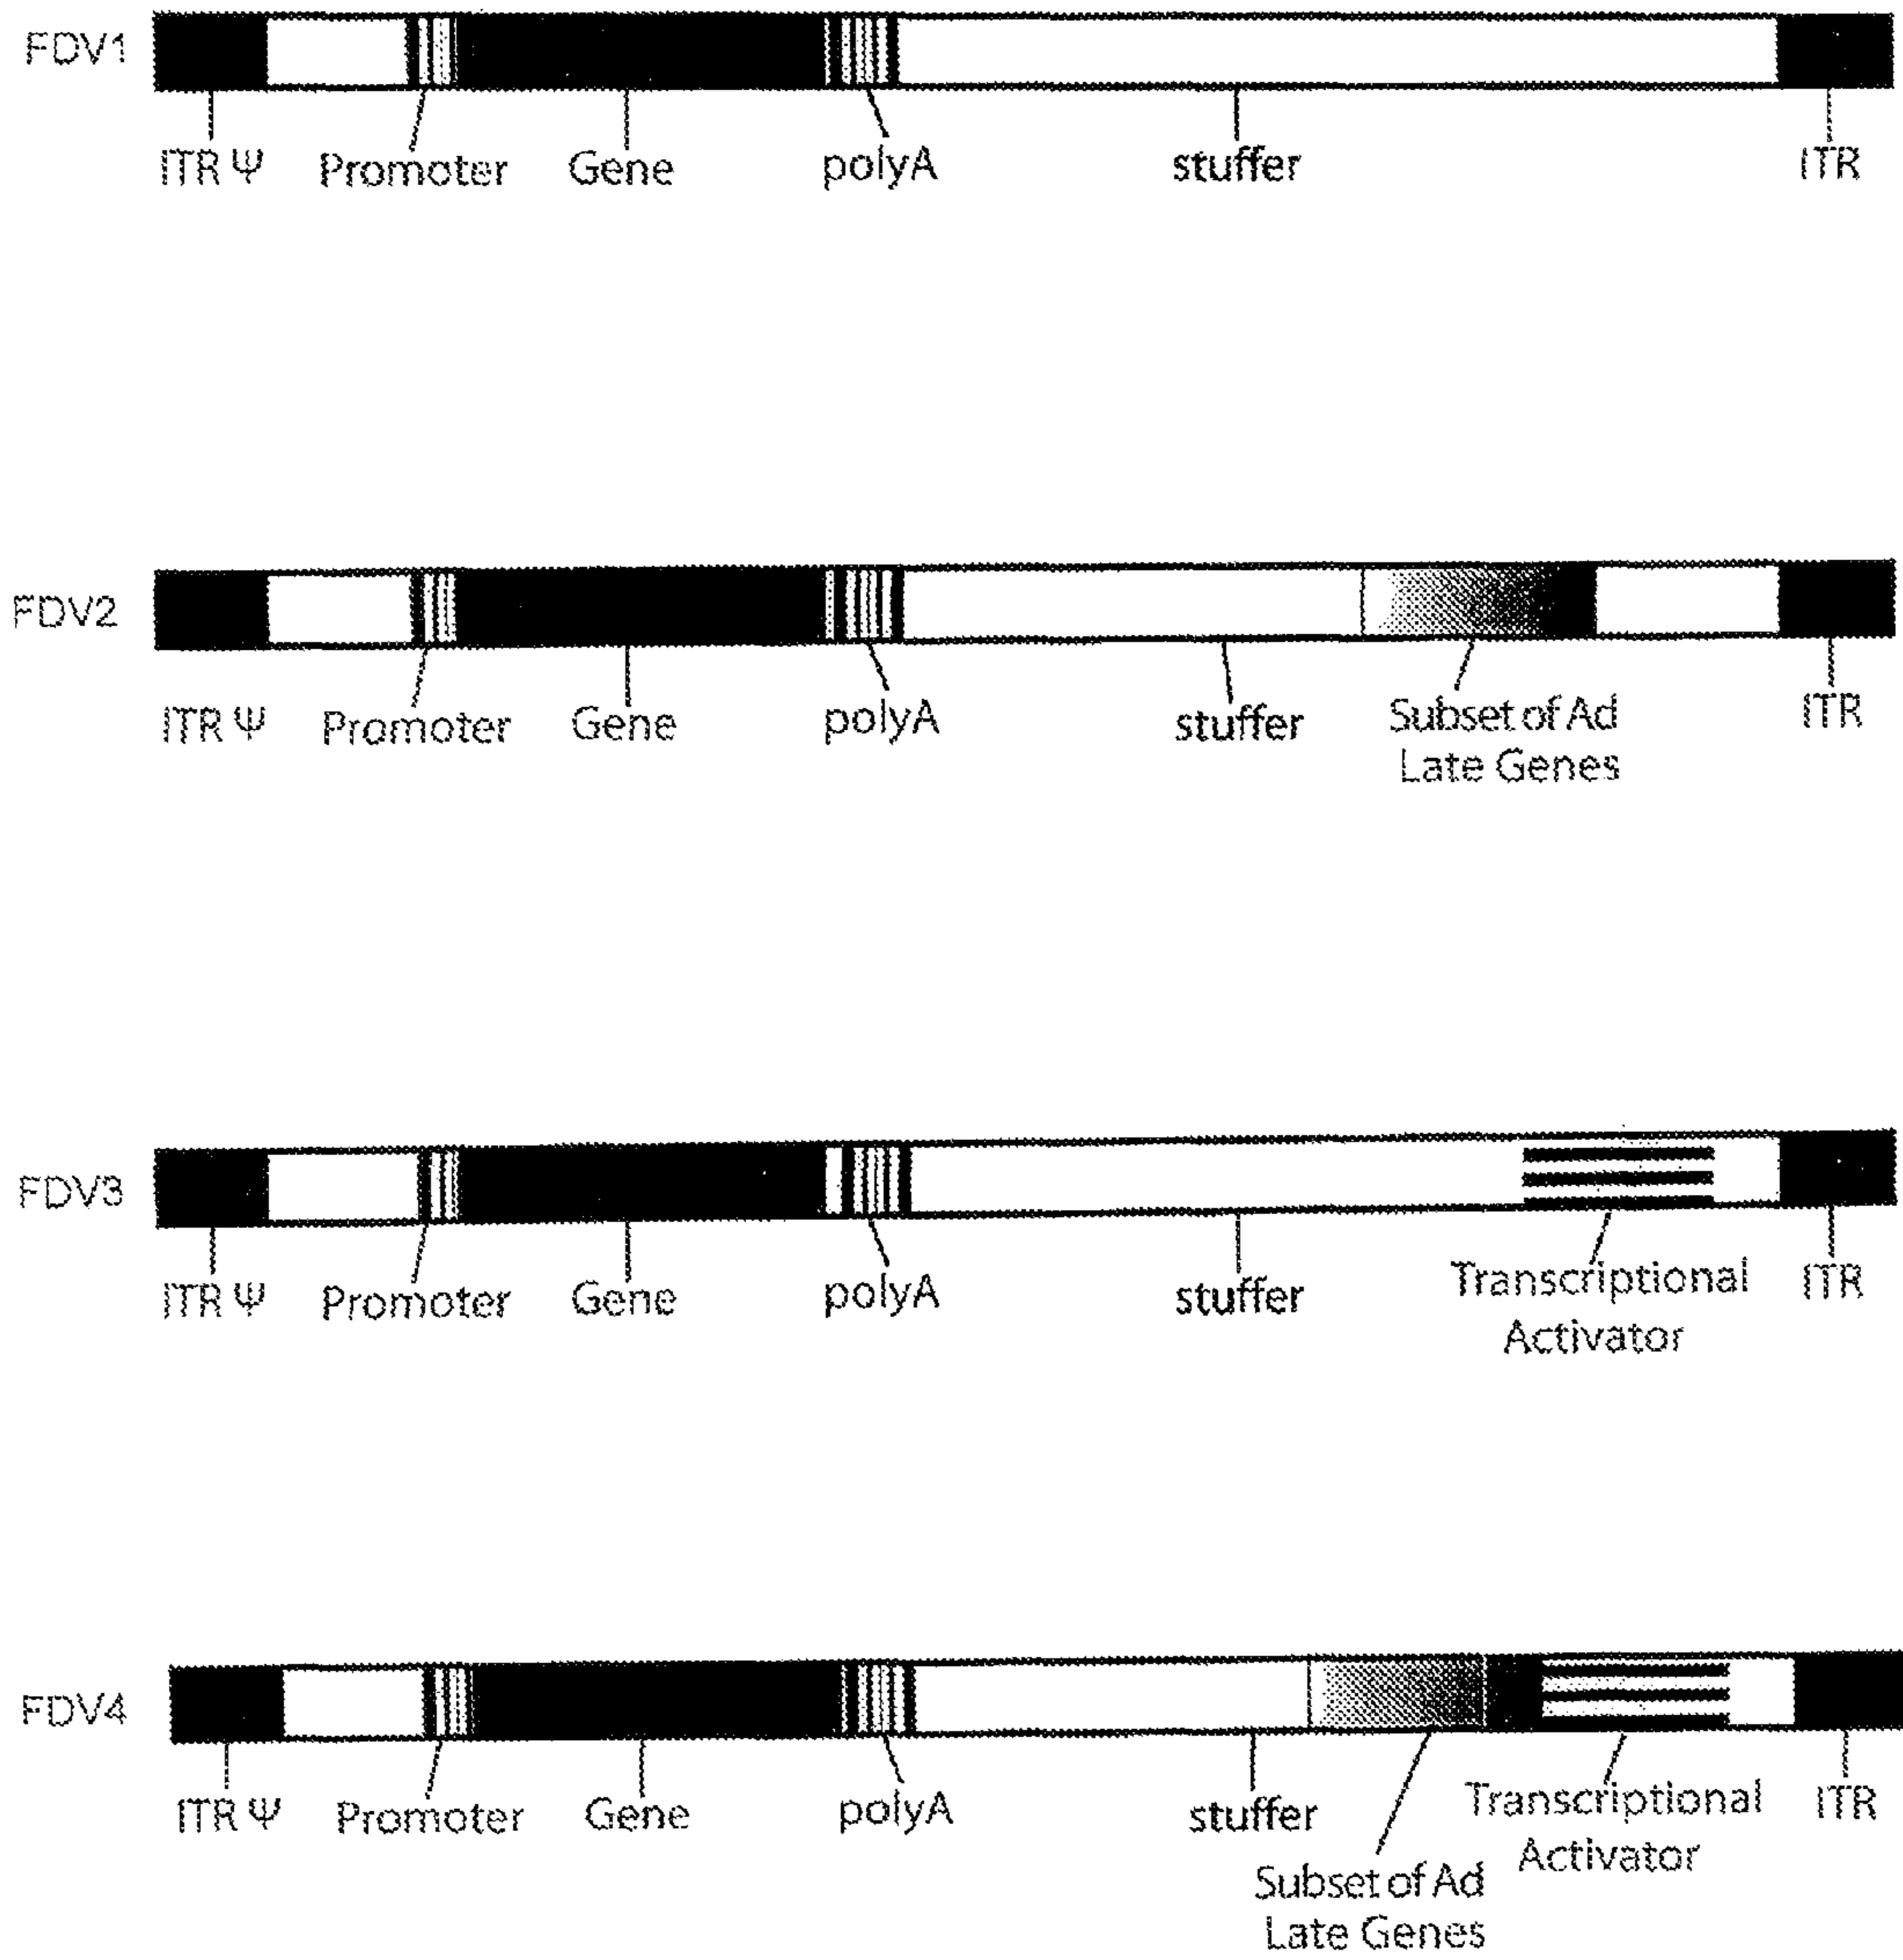 FDV1
ITR Ψ Promoter Gene polyA stuffer ITR
FDV2
ITR Ψ Promoter Gene polyA stuffer Subset of Ad ITR
Late Genes
FDV3
ITR Ψ Promoter Gene polyA stuffer Transcriptional ITR
Activator
FDV4
ITR Ψ Promoter Gene polyA stuffer Transcriptional ITR
Activator
Subset of Ad
Late Genes